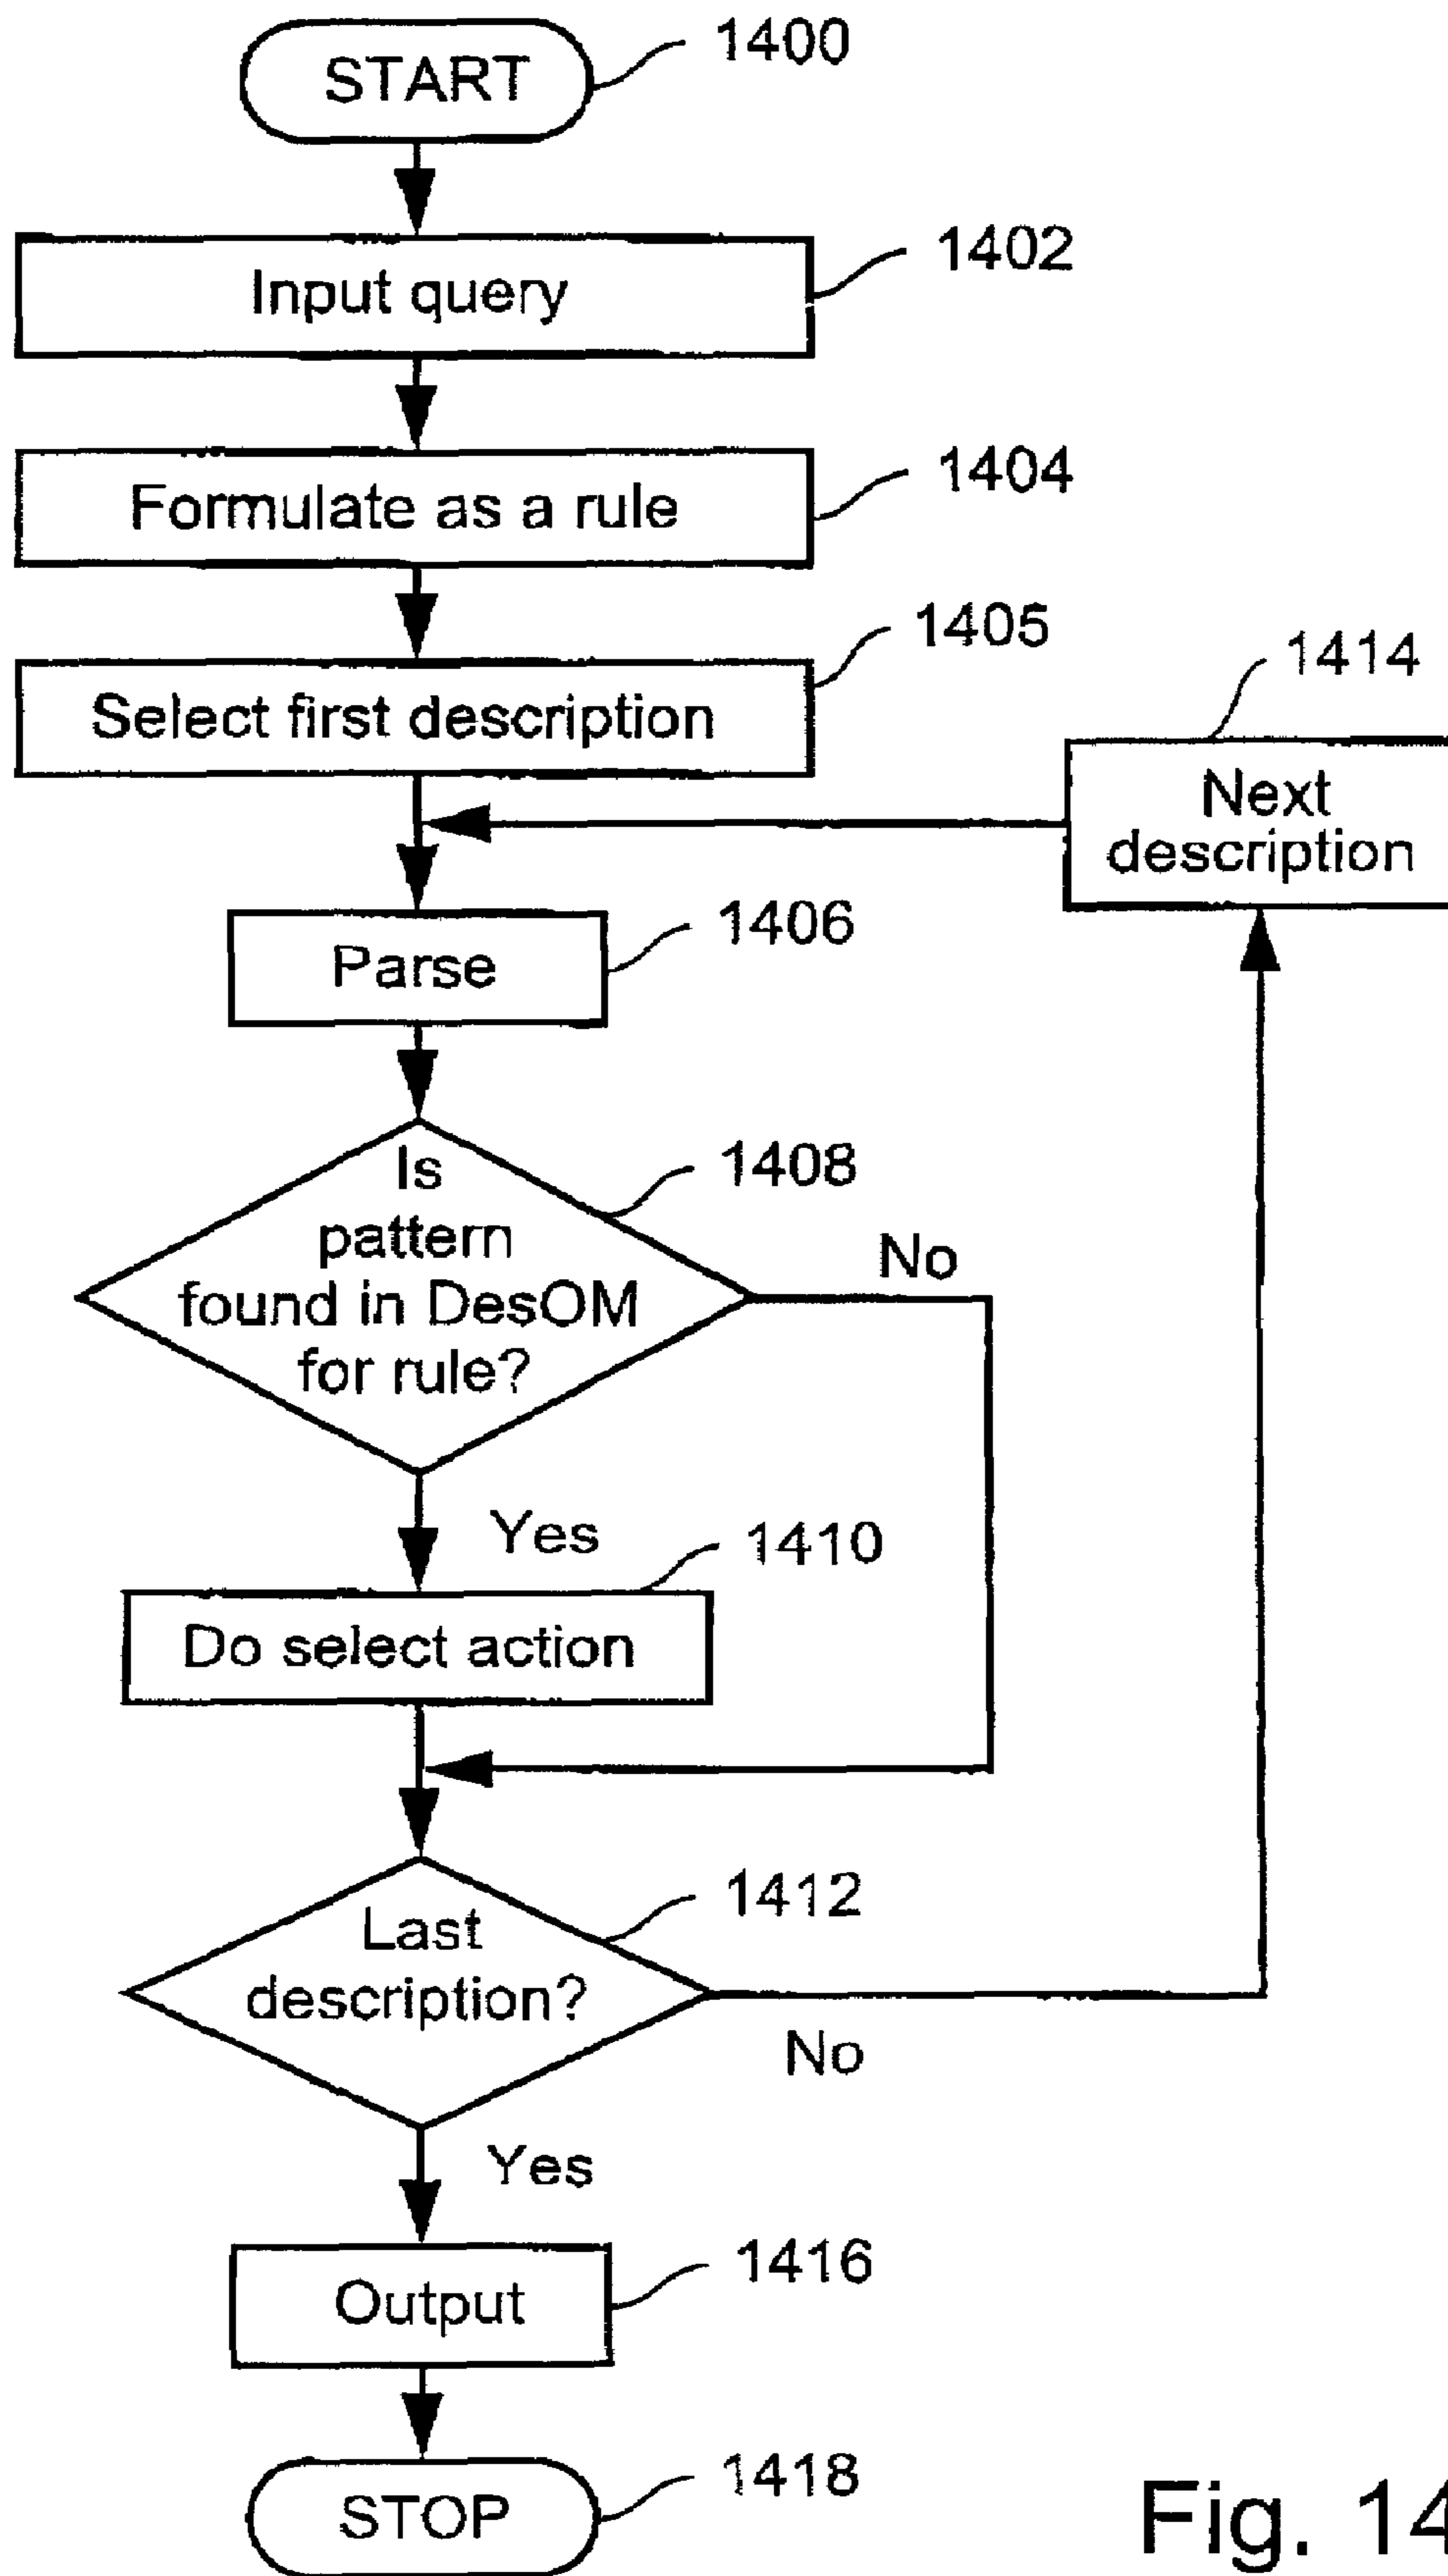 START
1400
Input query
1402
Formulate as a rule
1404
Select first description
1405
Next
description
1414
Parse
1406
Is
pattern
found in DesOM
for rule?
1408
No
Yes
Do select action
1410
Last
description?
1412
No
Yes
Output
1416
STOP
1418
Fig. 14